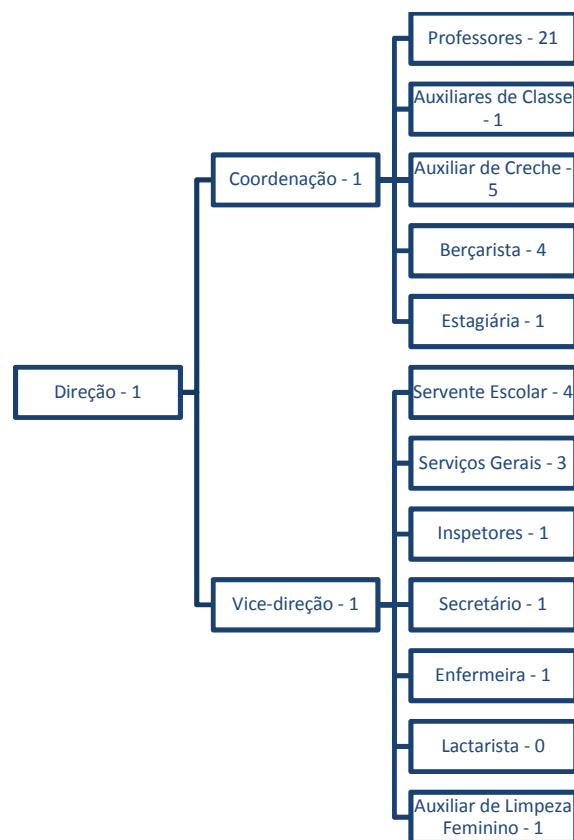 Direção - 1
Coordenação - 1
Professores - 21
Auxiliares de Classe
- 1
Auxiliar de Creche -
5
Berçarista - 4
Estagiária - 1
Vice-direção - 1
Servente Escolar - 4
Serviços Gerais - 3
Inspetores - 1
Secretário - 1
Enfermeira - 1
Lactarista - 0
Auxiliar de Limpeza
Feminino - 1